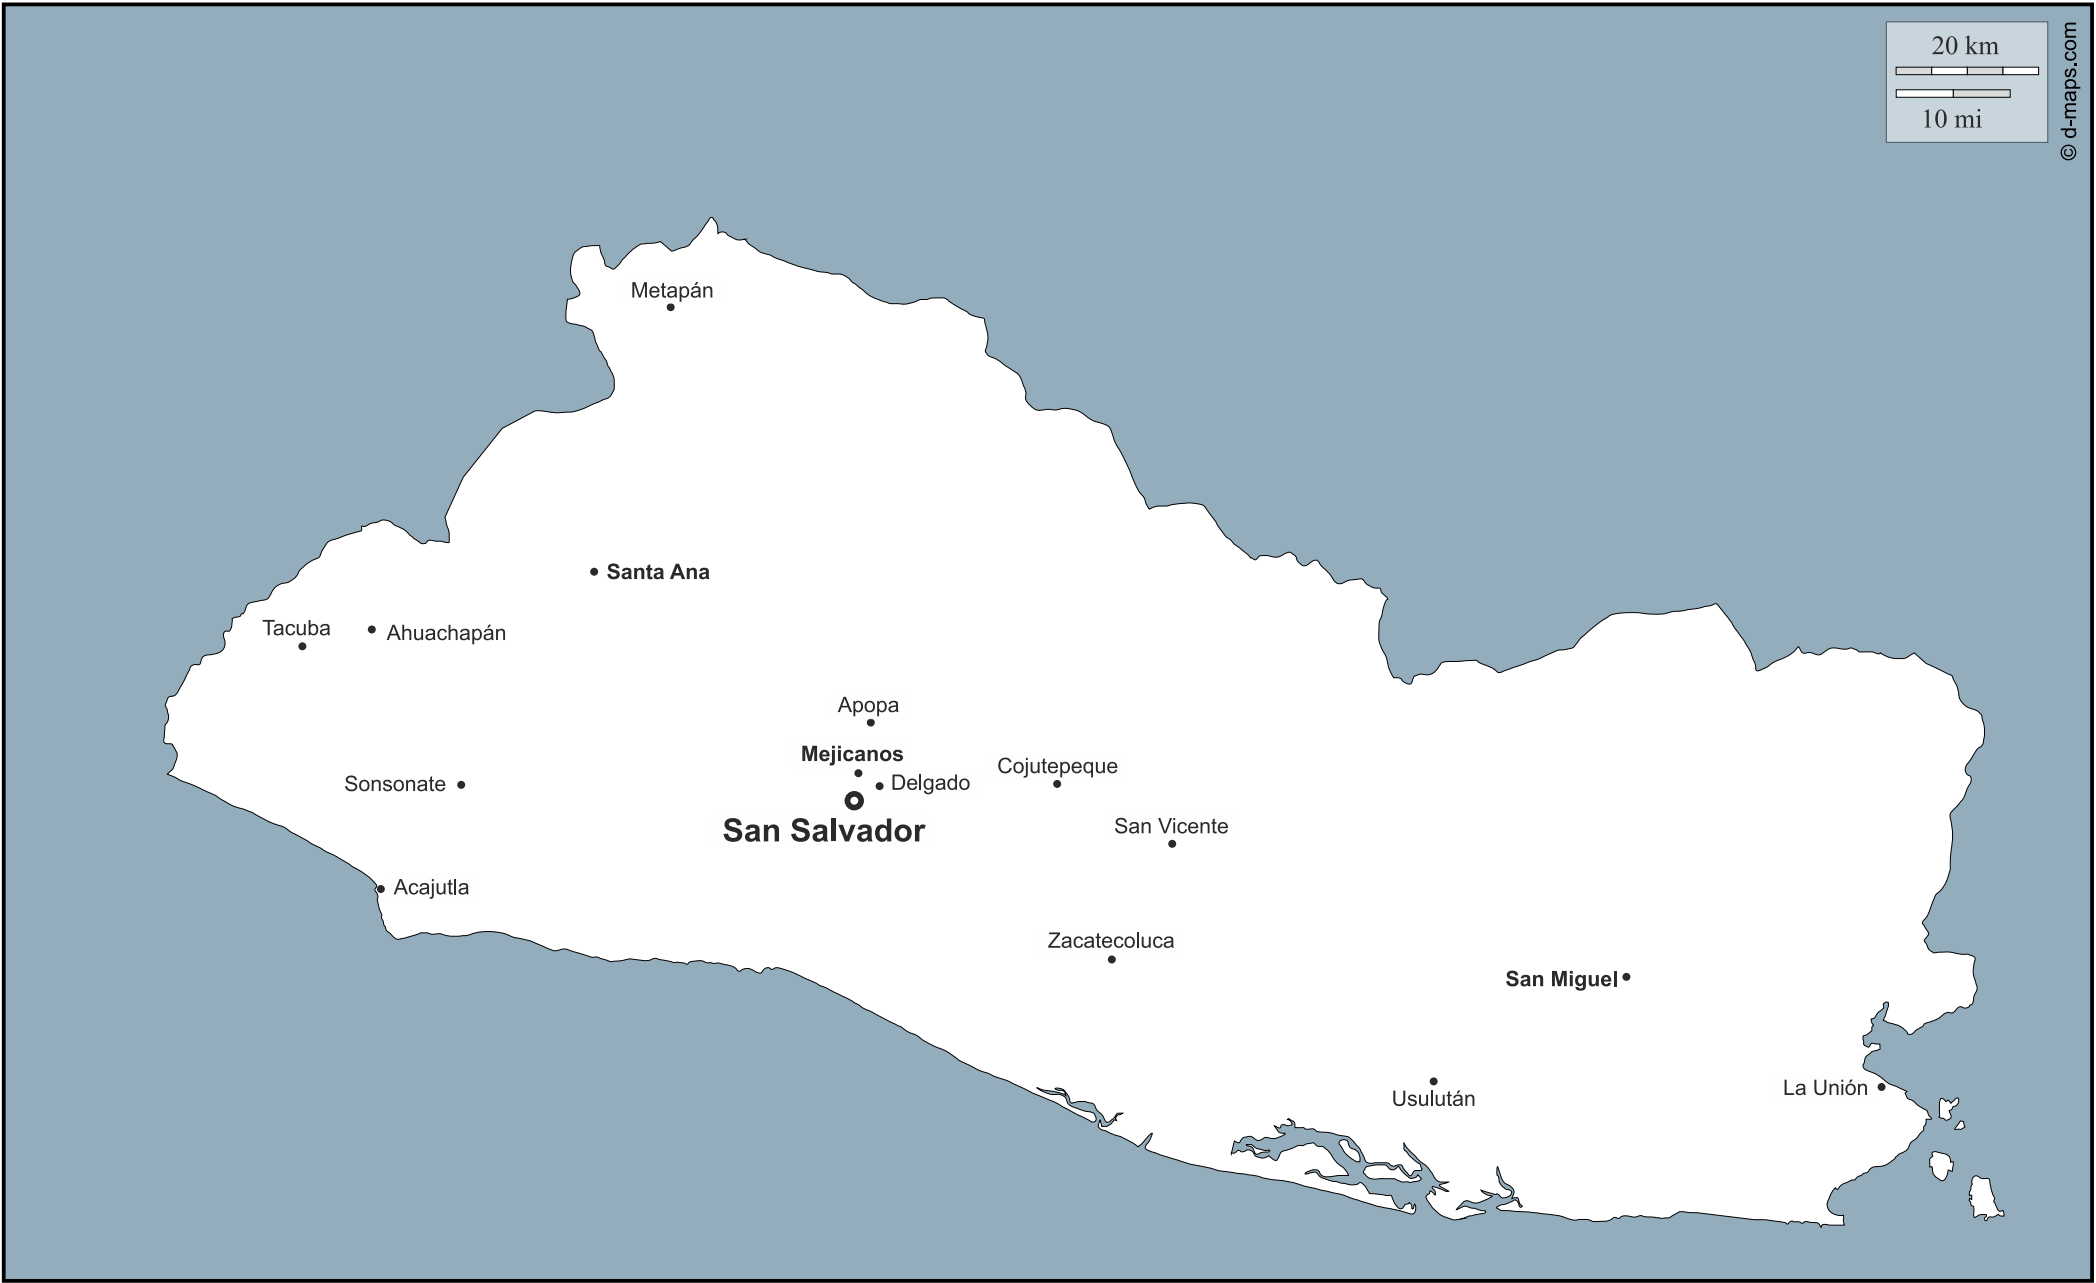 20 km
10 mi
© d-maps.com
Metapán
Santa Ana
Tacuba
Ahuachapán
Apopa
Mejicanos
Delgado
Cojutepeque
Sonsonate
San Salvador
San Vicente
Acajutla
Zacatecoluca
San Miguel
La Unión
Usulután